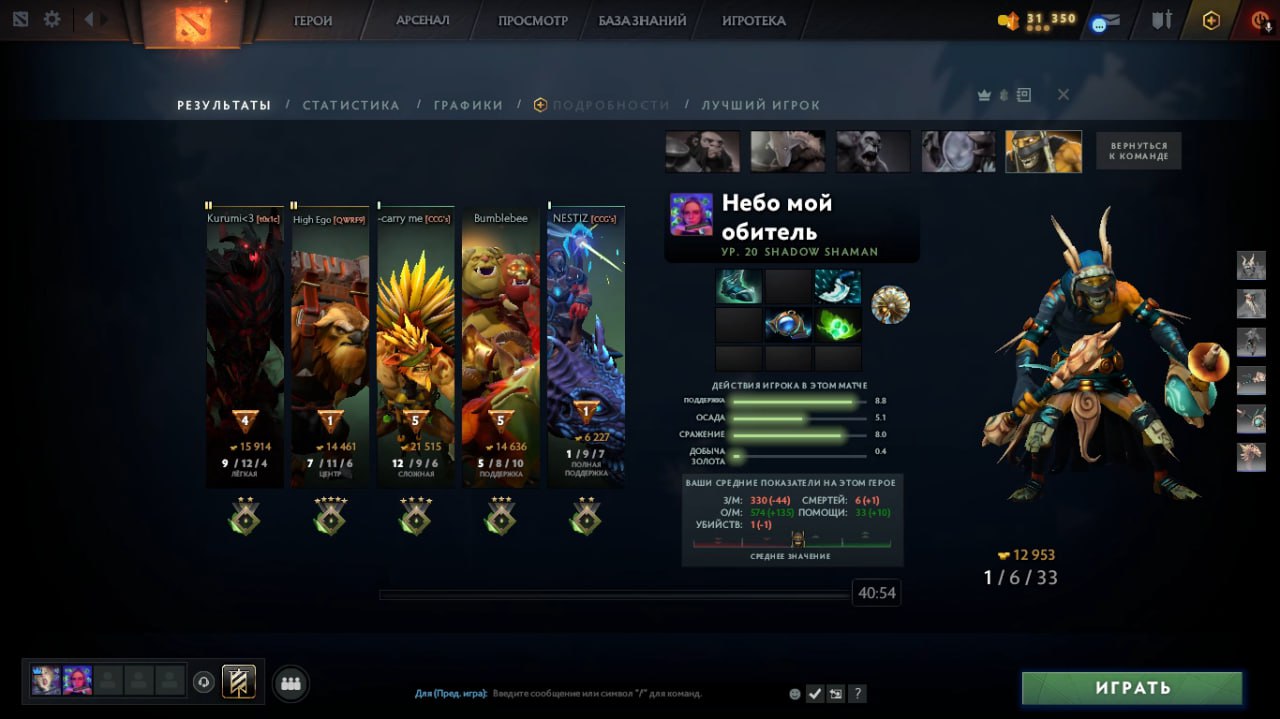 ГЕРОИ
АРСЕНАЛ
ПРОСМОТР
БАЗА ЗНАНИЙ
ИГРОТЕКА
31 350
РЕЗУЛЬТАТЫ / СТАТИСТИКА / ГРАФИКИ / ПОДРОБНОСТИ / ЛУЧШИЙ ИГРОК
ВЕРНУТЬСЯ
К КОМАНДЕ
Kurumi<3 [t0x1c]
4
15 914
9 / 12 / 4
ЛЁГКАЯ
High Ego [QWRF9]
1
14 461
7 / 11 / 6
ЦЕНТР
-carry me [CCG's]
5
21 515
12 / 9 / 6
СЛОЖНАЯ
Bumblebee
5
14 636
5 / 8 / 10
ПОДДЕРЖКА
NESTIZ [CCG's]
1
6 227
1 / 9 / 7
ПОЛНАЯ
ПОДДЕРЖКА
Небо мой
обитель
УР. 20 SHADOW SHAMAN
ДЕЙСТВИЯ ИГРОКА В ЭТОМ МАТЧЕ
ПОДДЕРЖКА 8.8
ОСАДА 5.1
СРАЖЕНИЕ 8.0
ДОБЫЧА
ЗОЛОТА 0.4
ВАШИ СРЕДНИЕ ПОКАЗАТЕЛИ НА ЭТОМ ГЕРОЕ
З/М: 330 (-44) СМЕРТЕЙ: 6 (+1)
О/М: 574 (+135) ПОМОЩИ: 33 (+10)
УБИЙСТВ: 1 (-1)
СРЕДНЕЕ ЗНАЧЕНИЕ
12 953
1 / 6 / 33
40:54
Для (Пред. игра): Введите сообщение или символ "/" для команд.
?
ИГРАТЬ